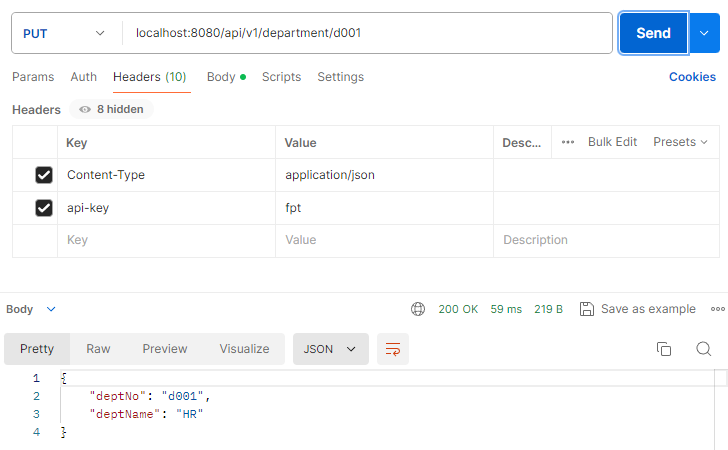 PUT localhost:8080/api/v1/department/d001 Send
Params Auth Headers (10) Body Scripts Settings Cookies
Headers 8 hidden
Key Value Desc... Bulk Edit Presets
Content-Type application/json
api-key fpt
Key Value Description
Body 200 OK 59 ms 219 B Save as example
Pretty Raw Preview Visualize JSON
1 {
2 "deptNo": "d001",
3 "deptName": "HR"
4 }